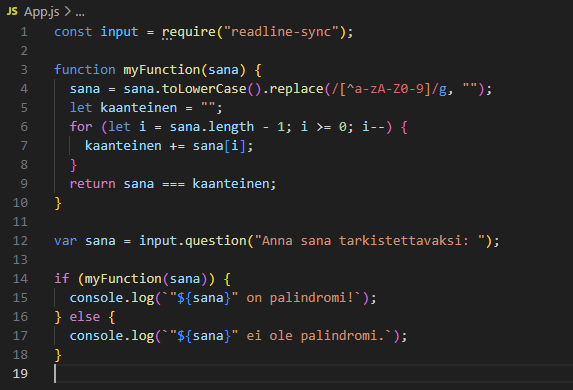 JS App.js > ...
1 const input = require("readline-sync");
2
3 function myFunction(sana) {
4   sana = sana.toLowerCase().replace(/[^a-zA-Z0-9]/g, "");
5   let kaanteinen = "";
6   for (let i = sana.length - 1; i >= 0; i--) {
7     kaanteinen += sana[i];
8   }
9   return sana === kaanteinen;
10 }
11
12 var sana = input.question("Anna sana tarkistettavaksi: ");
13
14 if (myFunction(sana)) {
15   console.log(`"${sana}" on palindromi!`);
16 } else {
17   console.log(`"${sana}" ei ole palindromi.`);
18 }
19